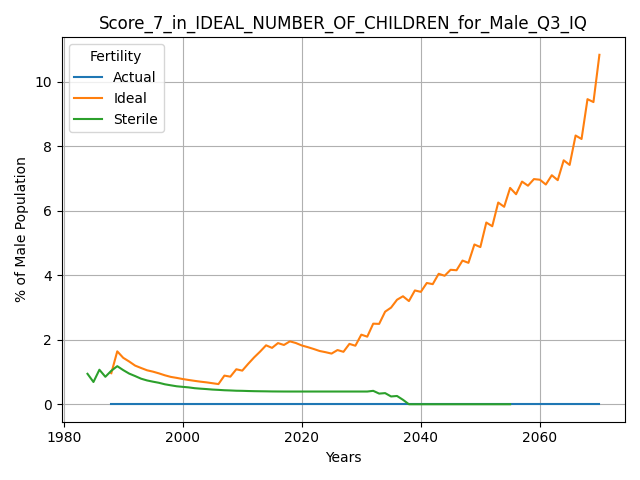 Score_7_in_IDEAL_NUMBER_OF_CHILDREN_for_Male_Q3_IQ
Fertility
Actual
Ideal
Sterile
% of Male Population
10
8
6
4
2
0
1980
2000
2020
2040
2060
Years